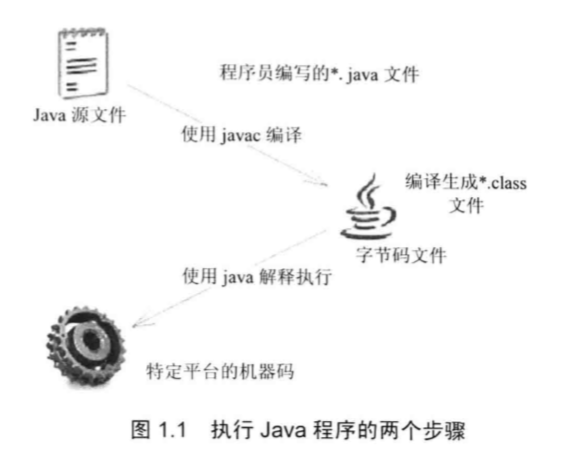 程序员编写的*. java 文件
Java 源文件
使用 javac 编译
编译生成*.class
文件
字节码文件
使用 java 解释执行
特定平台的机器码
图 1.1 执行 Java 程序的两个步骤